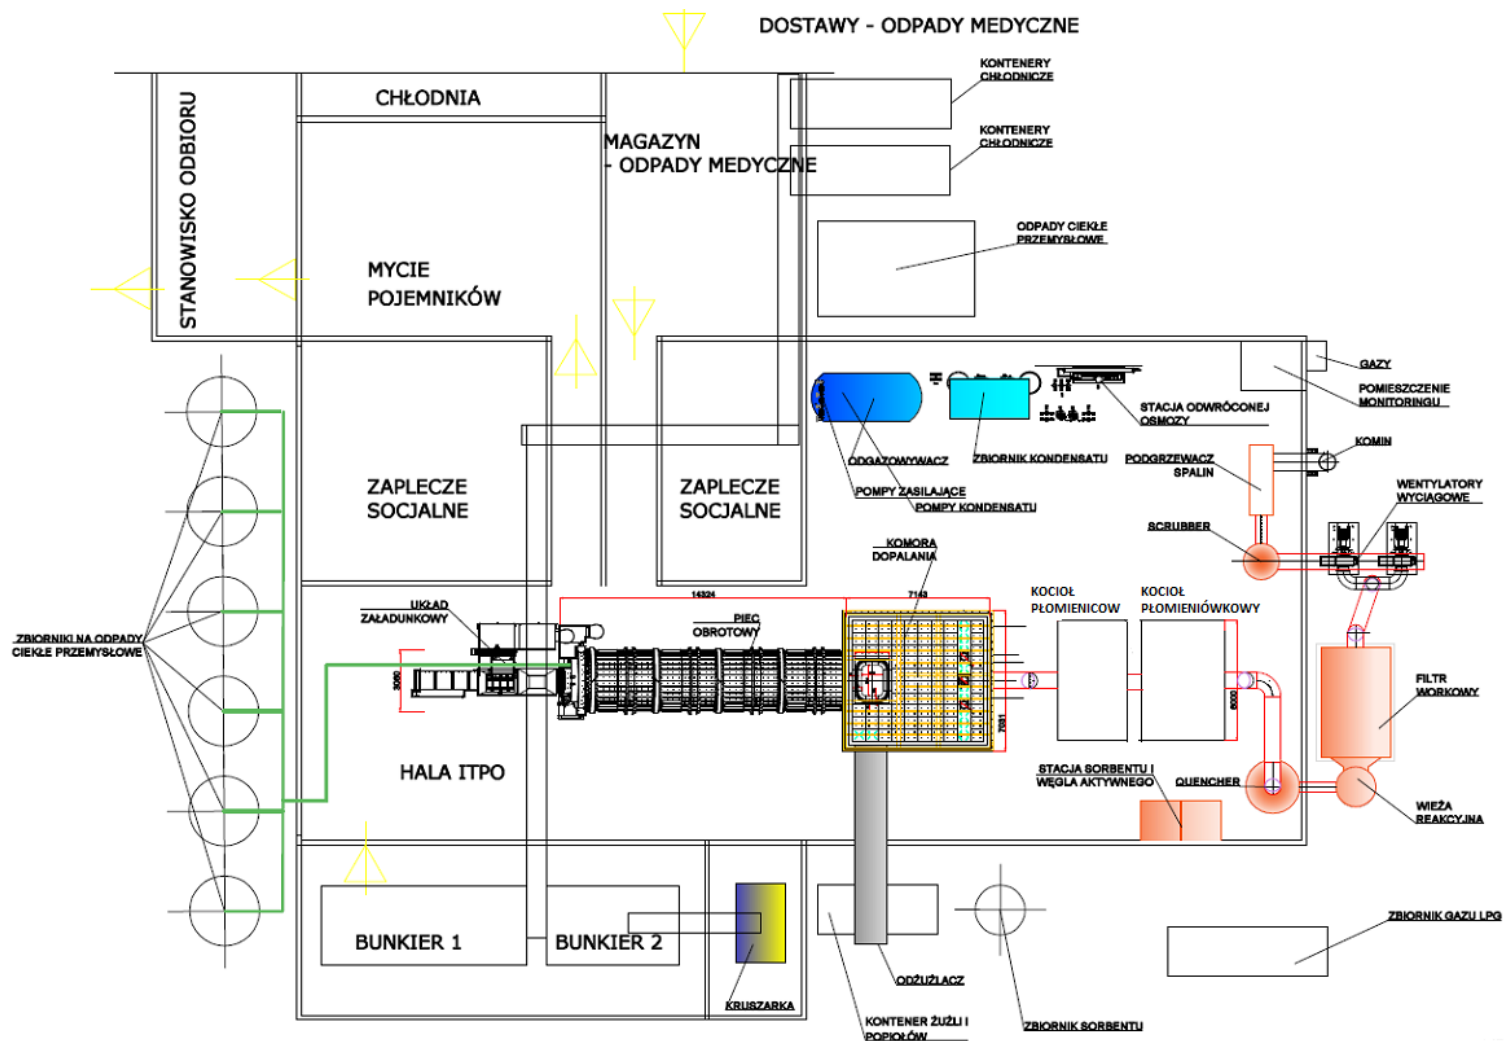 DOSTAWY - ODPADY MEDYCZNE
KONTENERY
CHŁODNICZE
CHŁODNIA
STANOWISKO ODBIORU
MAGAZYN
- ODPADY MEDYCZNE
KONTENERY
CHŁODNICZE
ODPADY CIEKŁE
PRZEMYSŁOWE
MYCIE
POJEMNIKÓW
GAZY
POMIESZCZENIE
MONITORINGU
STACJA ODWRÓCONEJ
OSMOZY
KOMIN
ODGAZOWYWACZ
ZBIORNIK KONDENSATU
PODGRZEWACZ
SPALIN
ZAPLECZE
SOCJALNE
ZAPLECZE
SOCJALNE
POMPY ZASILAJĄCE
POMPY KONDENSATU
WENTYLATORY
WYCIĄGOWE
SCRUBBER
KOMORA
DOPALANIA
14324
7143
KOCIOŁ
PŁOMIENICOW
KOCIOŁ
PŁOMIENIÓWKOWY
UKŁAD
ZAŁADUNKOWY
PIEC
OBROTOWY
ZBIORNIKI NA ODPADY
CIEKŁE PRZEMYSŁOWE
3060
7031
6000
FILTR
WORKOWY
HALA ITPO
STACJA SORBENTU I
WĘGLA AKTYWNEGO
QUENCHER
WIEŻA
REAKCYJNA
BUNKIER 1
BUNKIER 2
ZBIORNIK GAZU LPG
ODŻUŻLACZ
KRUSZARKA
KONTENER ŻUŻLI I
POPIOŁÓW
ZBIORNIK SORBENTU